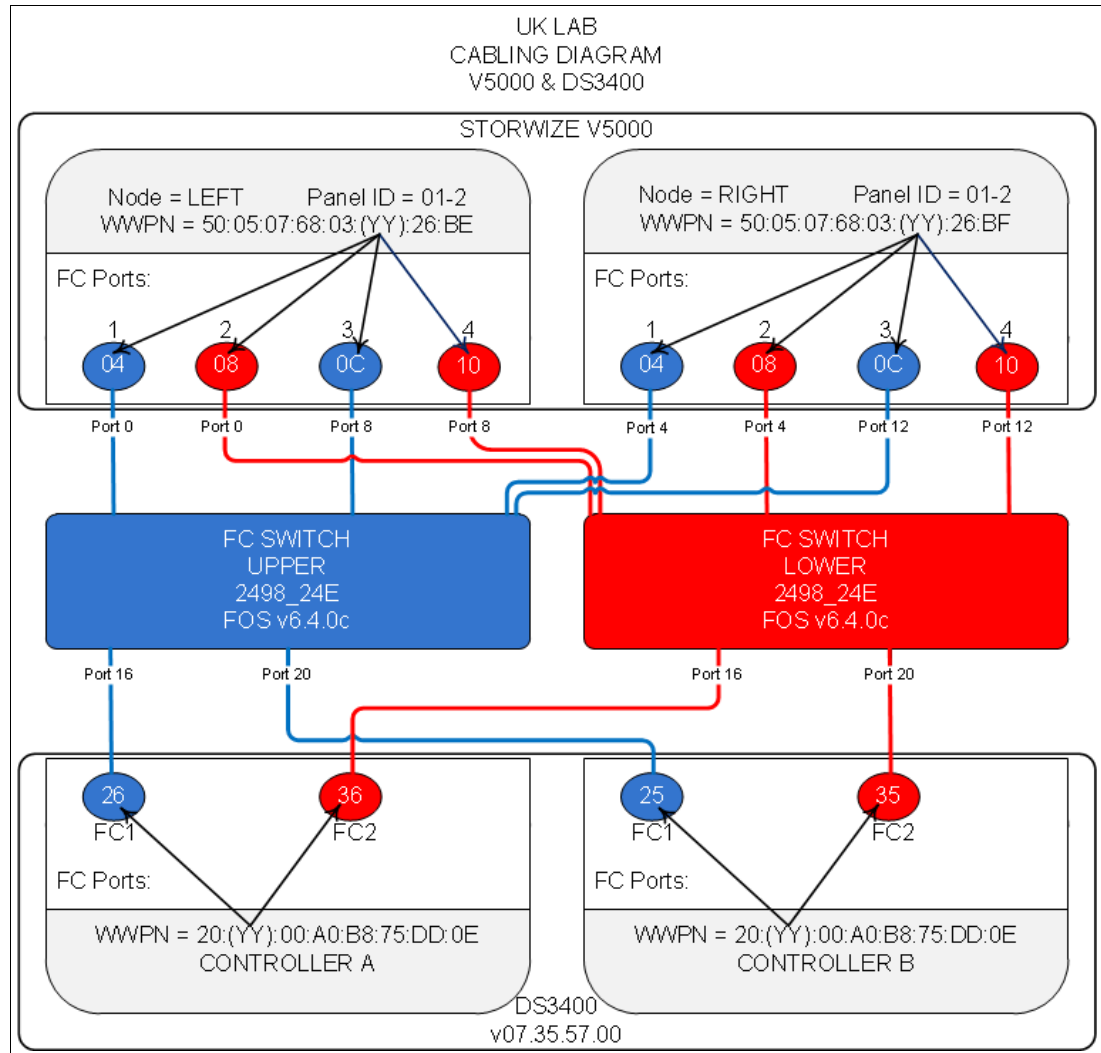 UK LAB
CABLING DIAGRAM
V5000 & DS3400
STORWIZE V5000
Node = LEFT Panel ID = 01-2
WWPN = 50:05:07:68:03:(YY):26:BE
FC Ports:
1 2 3 4
04 08 0C 10
Node = RIGHT Panel ID = 01-2
WWPN = 50:05:07:68:03:(YY):26:BF
FC Ports:
1 2 3 4
04 08 0C 10
Port 0 Port 0 Port 8 Port 8 Port 4 Port 4 Port 12 Port 12
FC SWITCH
UPPER
2498_24E
FOS v6.4.0c
FC SWITCH
LOWER
2498_24E
FOS v6.4.0c
Port 16 Port 20 Port 16 Port 20
26 36
FC1 FC2
FC Ports:
WWPN = 20:(YY):00:A0:B8:75:DD:0E
CONTROLLER A
25 35
FC1 FC2
FC Ports:
WWPN = 20:(YY):00:A0:B8:75:DD:0E
CONTROLLER B
DS3400
v07.35.57.00